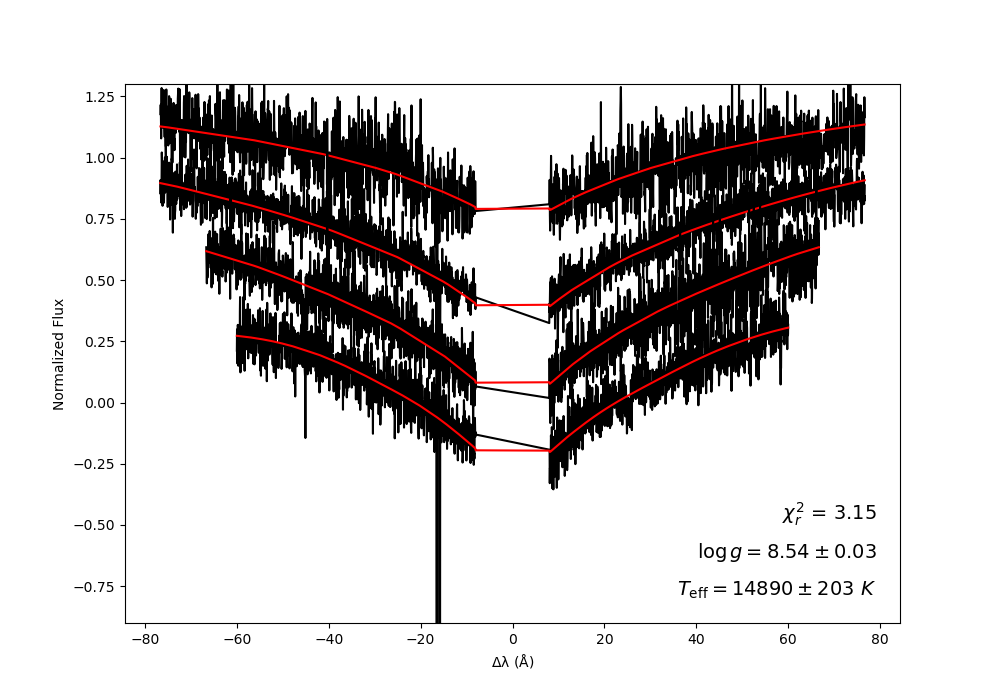 1.25
1.00
0.75
0.50
0.25
0.00
−0.25
−0.50
−0.75
Normalized Flux
χ²ᵣ = 3.15
log g = 8.54 ± 0.03
T_eff = 14890 ± 203 K
−80 −60 −40 −20 0 20 40 60 80
Δλ (Å)